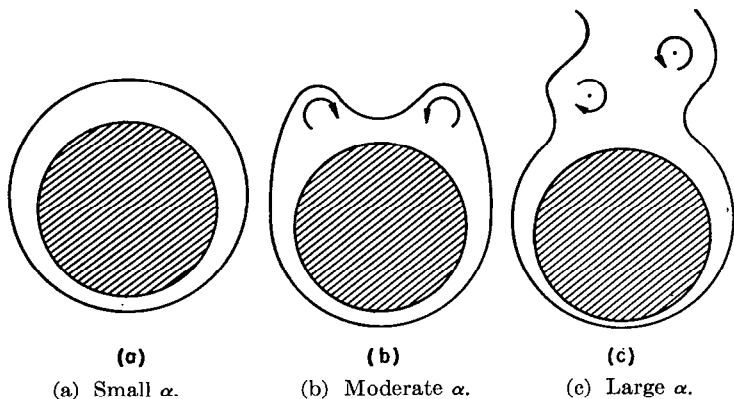 (a) (b) (c)
(a) Small α. (b) Moderate α. (c) Large α.